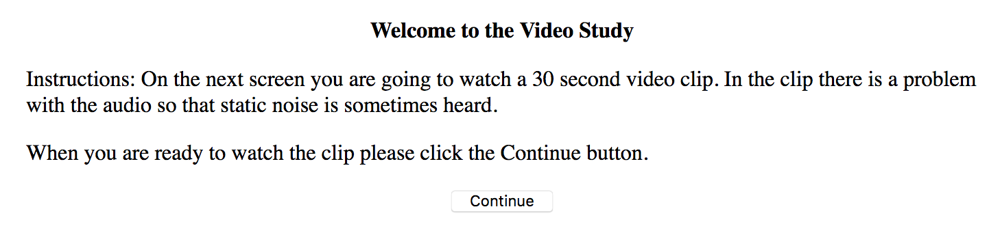 Welcome to the Video Study
Instructions: On the next screen you are going to watch a 30 second video clip. In the clip there is a problem
with the audio so that static noise is sometimes heard.
When you are ready to watch the clip please click the Continue button.
Continue